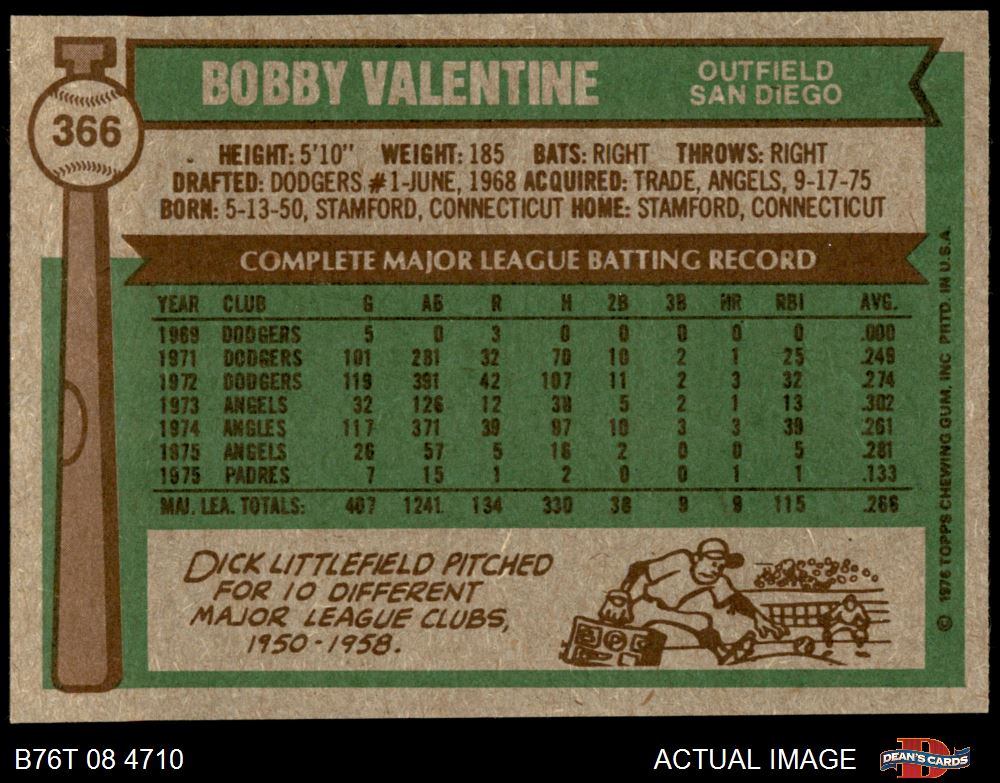 BOBBY VALENTINE
OUTFIELD
SAN DIEGO
366
HEIGHT: 5'10" WEIGHT: 185 BATS: RIGHT THROWS: RIGHT
DRAFTED: DODGERS #1-JUNE, 1968 ACQUIRED: TRADE, ANGELS, 9-17-75
BORN: 5-13-50, STAMFORD, CONNECTICUT HOME: STAMFORD, CONNECTICUT
COMPLETE MAJOR LEAGUE BATTING RECORD
YEAR CLUB G AB R H 2B 3B HR RBI AVG.
1969 DODGERS 5 0 3 0 0 0 0 0 .000
1971 DODGERS 101 281 32 70 10 2 1 25 .249
1972 DODGERS 119 391 42 107 11 2 3 32 .274
1973 ANGELS 32 126 12 38 5 2 1 13 .302
1974 ANGLES 117 371 39 97 10 3 3 39 .261
1975 ANGELS 26 57 5 16 2 0 0 5 .281
1975 PADRES 7 15 1 2 0 0 1 1 .133
MAJ. LEA. TOTALS: 407 1241 134 330 38 9 9 115 .266
DICK LITTLEFIELD PITCHED
FOR 10 DIFFERENT
MAJOR LEAGUE CLUBS,
1950-1958.
© 1976 TOPPS CHEWING GUM, INC PRTD. IN U.S.A.
B76T 08 4710
ACTUAL IMAGE
DEAN'S CARDS